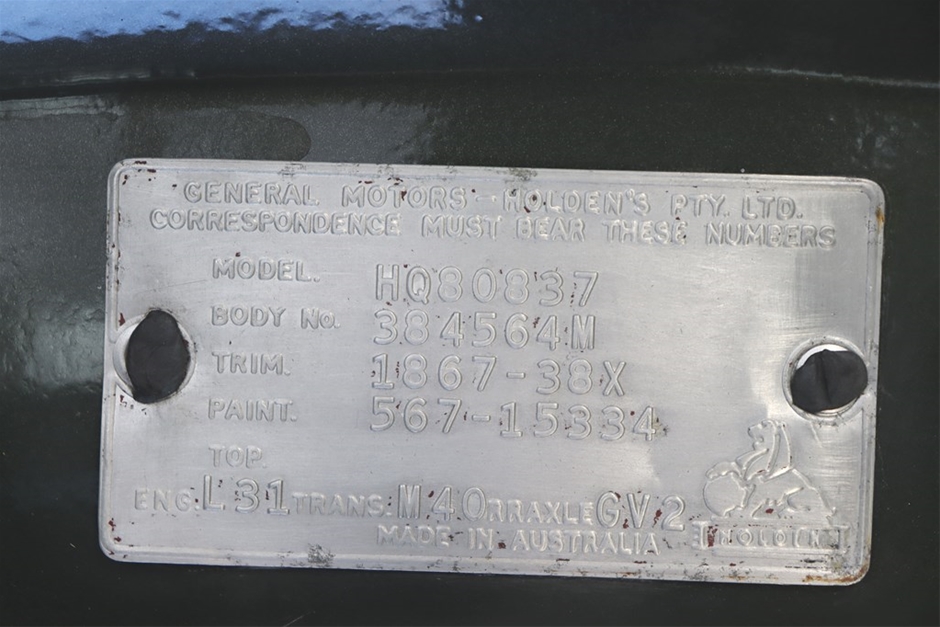 GENERAL MOTORS-HOLDEN'S PTY. LTD.
CORRESPONDENCE MUST BEAR THESE NUMBERS
MODEL. HQ80837
BODY No. 384564M
TRIM. 1867-38X
PAINT. 567-15334
TOP.
ENG. L31 TRANS. M40 RRAXLE GV2
MADE IN AUSTRALIA
HOLDEN